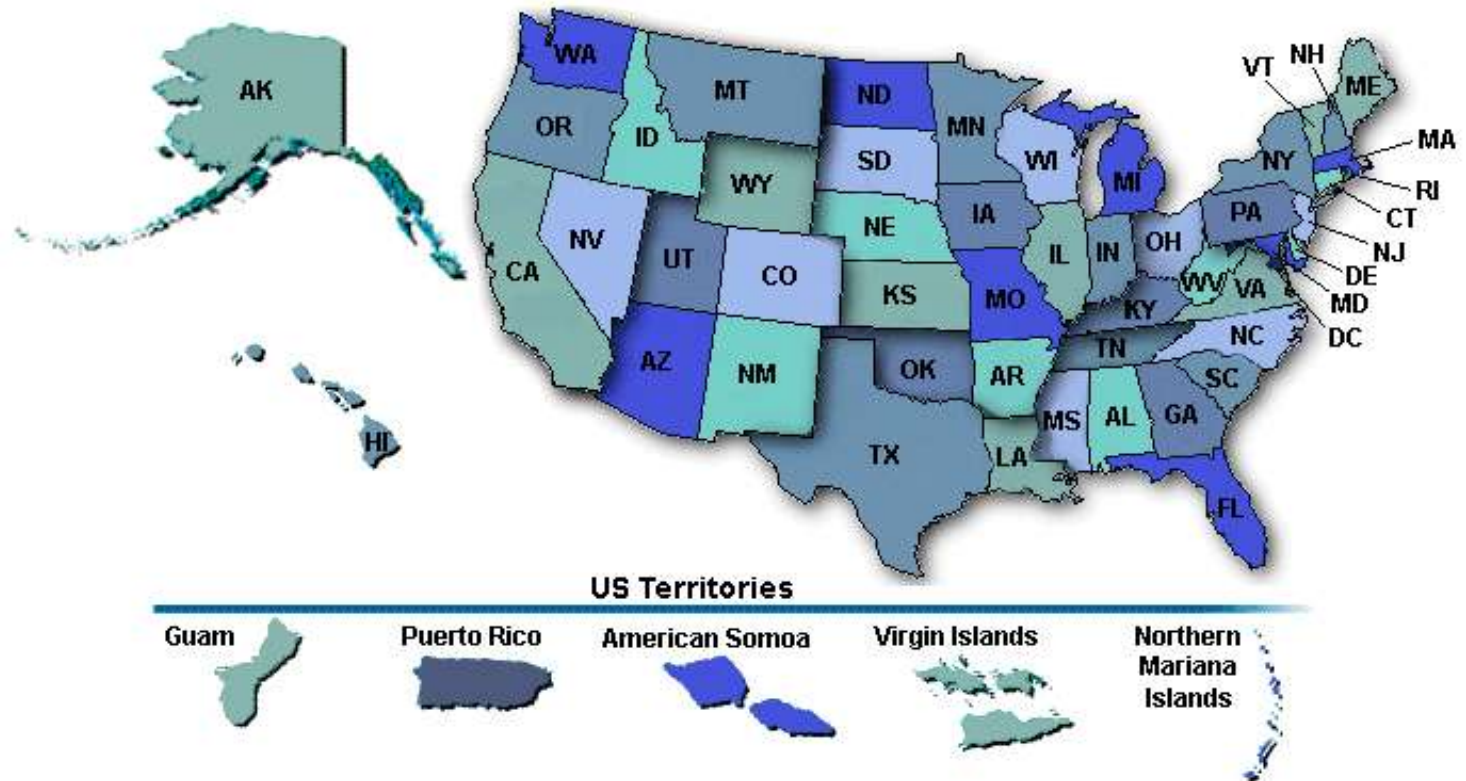 AK
HI
WA
OR
CA
ID
NV
MT
WY
UT
AZ
CO
NM
ND
SD
NE
KS
OK
TX
MN
IA
MO
AR
LA
WI
IL
MI
IN
OH
KY
TN
MS
AL
GA
FL
SC
NC
VA
WV
PA
NY
VT
NH
ME
MA
RI
CT
NJ
DE
MD
DC
US Territories
Guam
Puerto Rico
American Somoa
Virgin Islands
Northern
Mariana
Islands